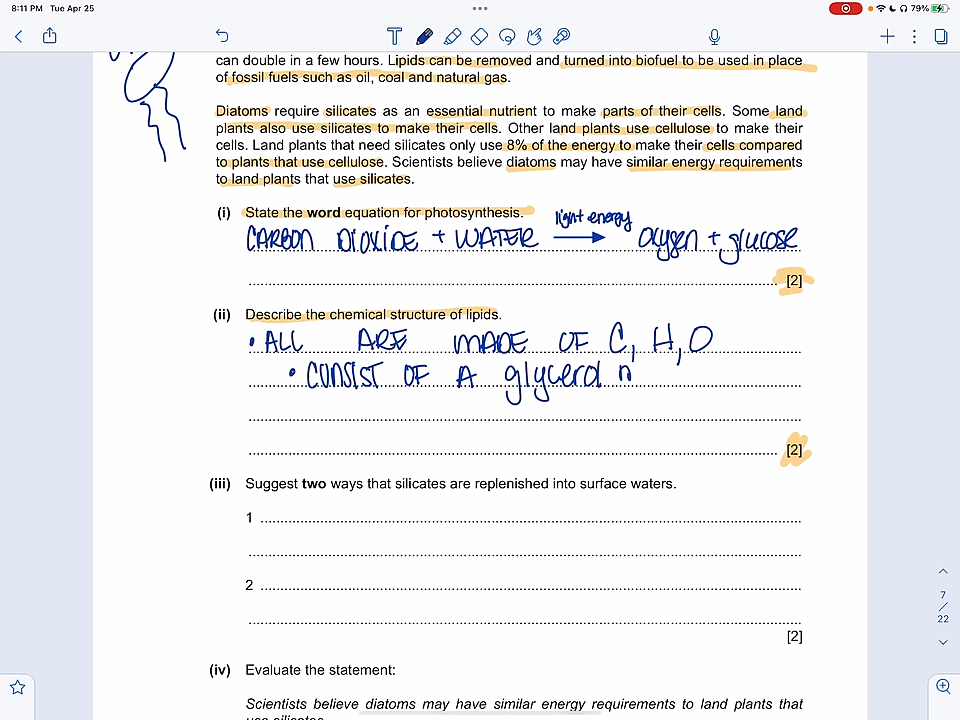 8:11 PM Tue Apr 25
79%
can double in a few hours. Lipids can be removed and turned into biofuel to be used in place
of fossil fuels such as oil, coal and natural gas.
Diatoms require silicates as an essential nutrient to make parts of their cells. Some land
plants also use silicates to make their cells. Other land plants use cellulose to make their
cells. Land plants that need silicates only use 8% of the energy to make their cells compared
to plants that use cellulose. Scientists believe diatoms may have similar energy requirements
to land plants that use silicates.
(i) State the word equation for photosynthesis.
light energy
CARBON DIOXIDE + WATER → oxygen + glucose
[2]
(ii) Describe the chemical structure of lipids.
• ALL ARE MADE OF C, H, O
• CONSIST OF A glycerol n
[2]
(iii) Suggest two ways that silicates are replenished into surface waters.
1
2
[2]
(iv) Evaluate the statement:
Scientists believe diatoms may have similar energy requirements to land plants that
use silicates.
7
/
22